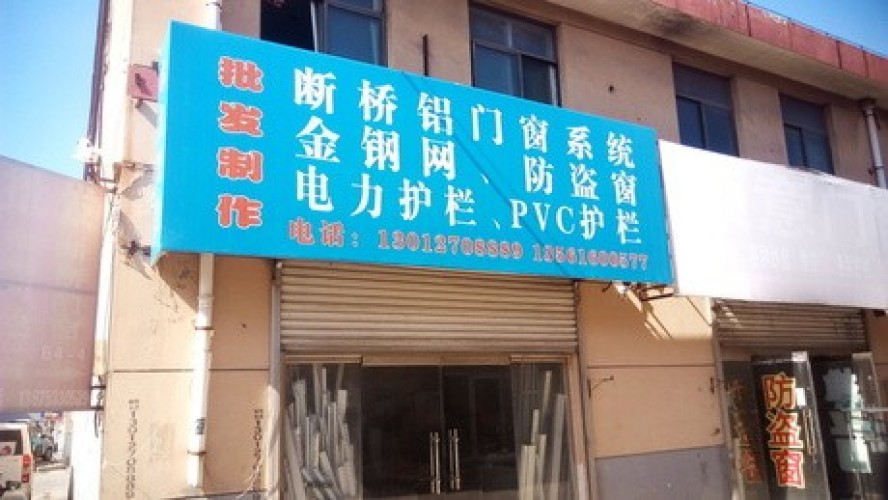 批发制作
断桥铝门窗系统
金钢网、防盗窗
电力护栏、PVC护栏
电话：13012708889 13561600577
防盗窗